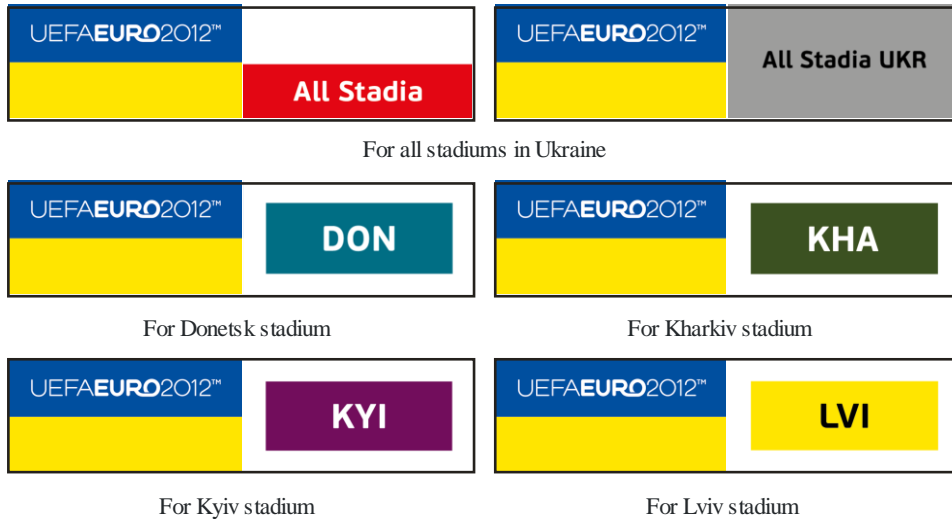 UEFAEURO2012™ UEFAEURO2012™
All Stadia All Stadia UKR
For all stadiums in Ukraine
UEFAEURO2012™ UEFAEURO2012™
DON KHA
For Donetsk stadium For Kharkiv stadium
UEFAEURO2012™ UEFAEURO2012™
KYI LVI
For Kyiv stadium For Lviv stadium